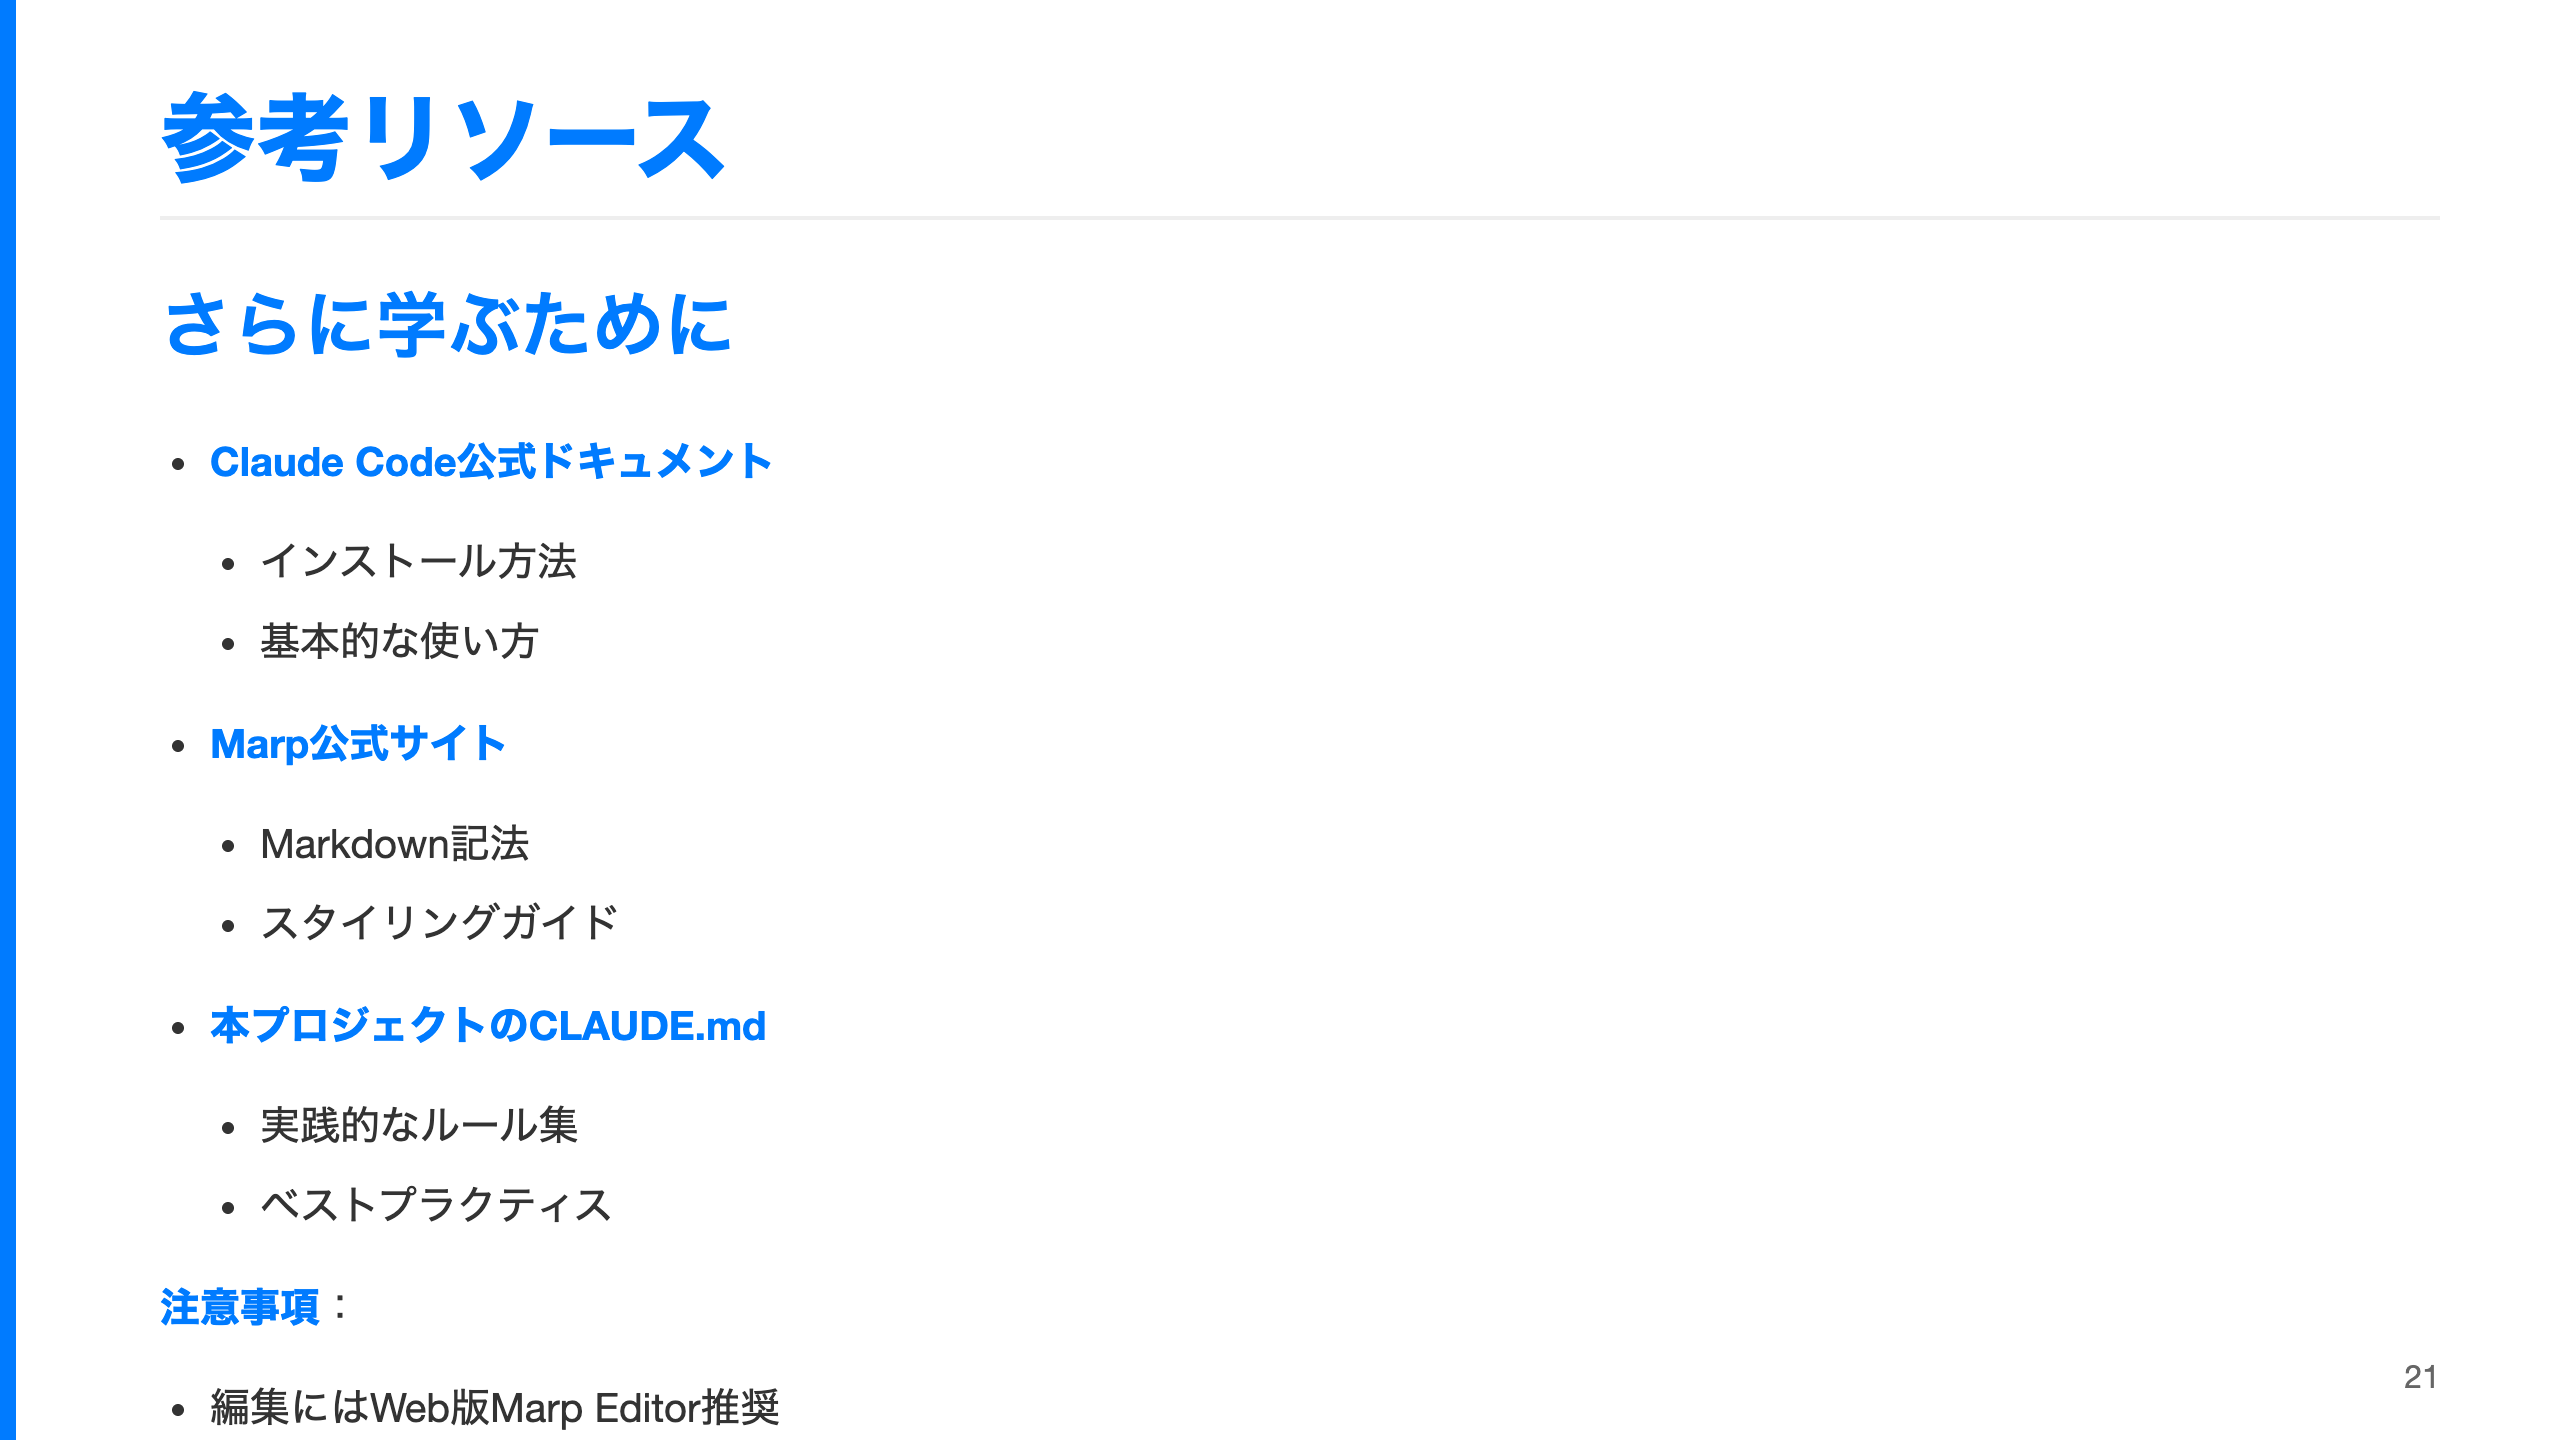 参考リソース
さらに学ぶために
• Claude Code公式ドキュメント
• インストール方法
• 基本的な使い方
• Marp公式サイト
• Markdown記法
• スタイリングガイド
• 本プロジェクトのCLAUDE.md
• 実践的なルール集
• ベストプラクティス
注意事項：
• 編集にはWeb版Marp Editor推奨
21